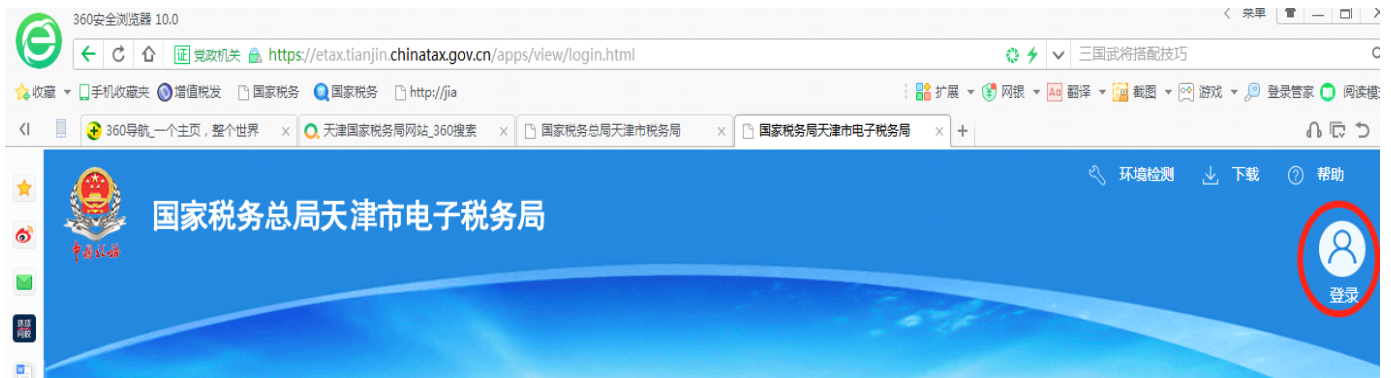 360安全浏览器 10.0
菜单
证 党政机关 https://etax.tianjin.chinatax.gov.cn/apps/view/login.html
三国武将搭配技巧
收藏 手机收藏夹 增值税发 国家税务 国家税务 http://jia
扩展 网银 Aq 翻译 截图 游戏 登录管家 阅读模
360导航_一个主页，整个世界 天津国家税务局网站_360搜索 国家税务总局天津市税务局 国家税务局天津市电子税务局
环境检测 下载 帮助
国家税务总局天津市电子税务局
中国税务
登录